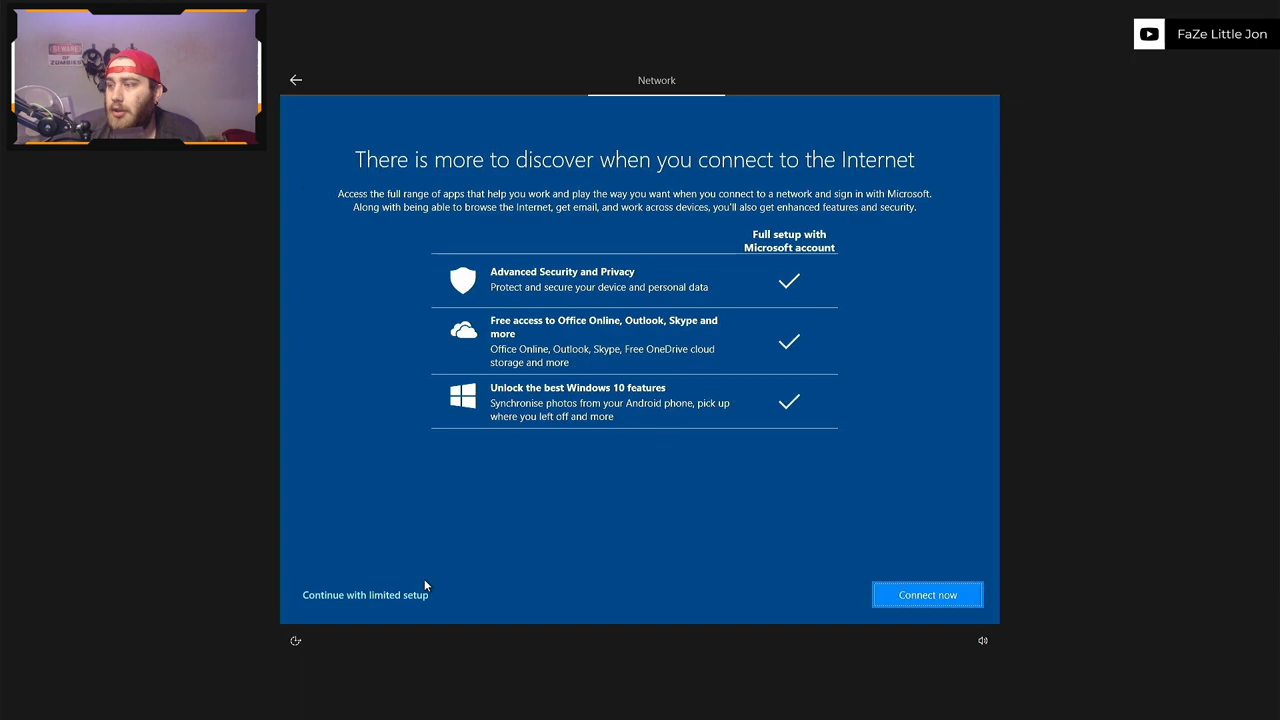 BEWARE
OF
ZOMBIES
FaZe Little Jon
Network
There is more to discover when you connect to the Internet
Access the full range of apps that help you work and play the way you want when you connect to a network and sign in with Microsoft.
Along with being able to browse the Internet, get email, and work across devices, you'll also get enhanced features and security.
Full setup with
Microsoft account
Advanced Security and Privacy
Protect and secure your device and personal data
Free access to Office Online, Outlook, Skype and
more
Office Online, Outlook, Skype, Free OneDrive cloud
storage and more
Unlock the best Windows 10 features
Synchronise photos from your Android phone, pick up
where you left off and more
Continue with limited setup
Connect now